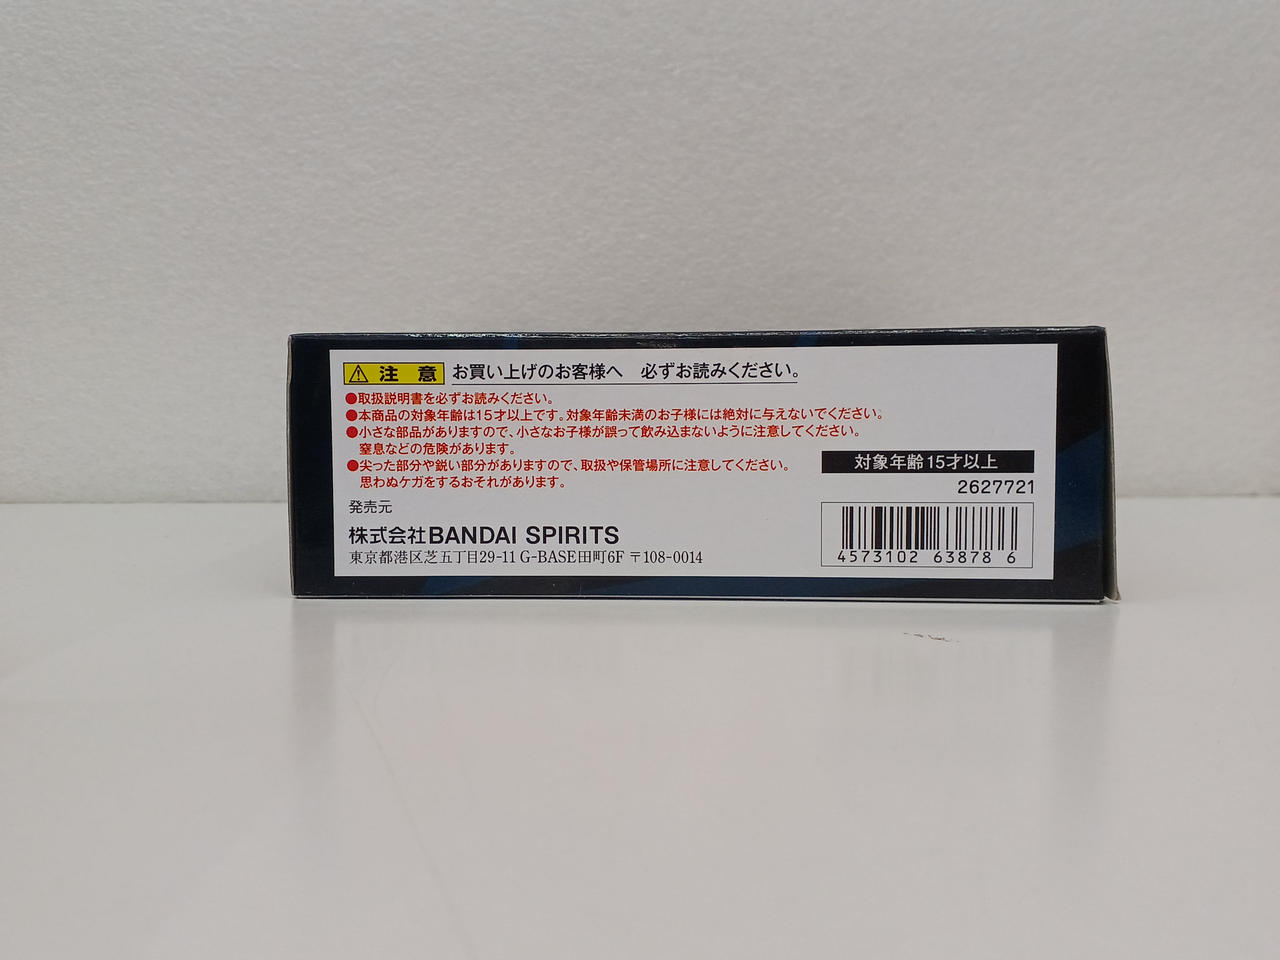 注意 お買い上げのお客様へ 必ずお読みください。
●取扱説明書を必ずお読みください。
●本商品の対象年齢は15才以上です。対象年齢未満のお子様には絶対に与えないでください。
●小さな部品がありますので、小さなお子様が誤って飲み込まないように注意してください。
窒息などの危険があります。
●尖った部分や鋭い部分がありますので、取扱や保管場所に注意してください。
思わぬケガをするおそれがあります。
対象年齢15才以上
2627721
発売元
株式会社BANDAI SPIRITS
東京都港区芝五丁目29-11 G-BASE田町6F 〒108-0014
4573102 63878 6